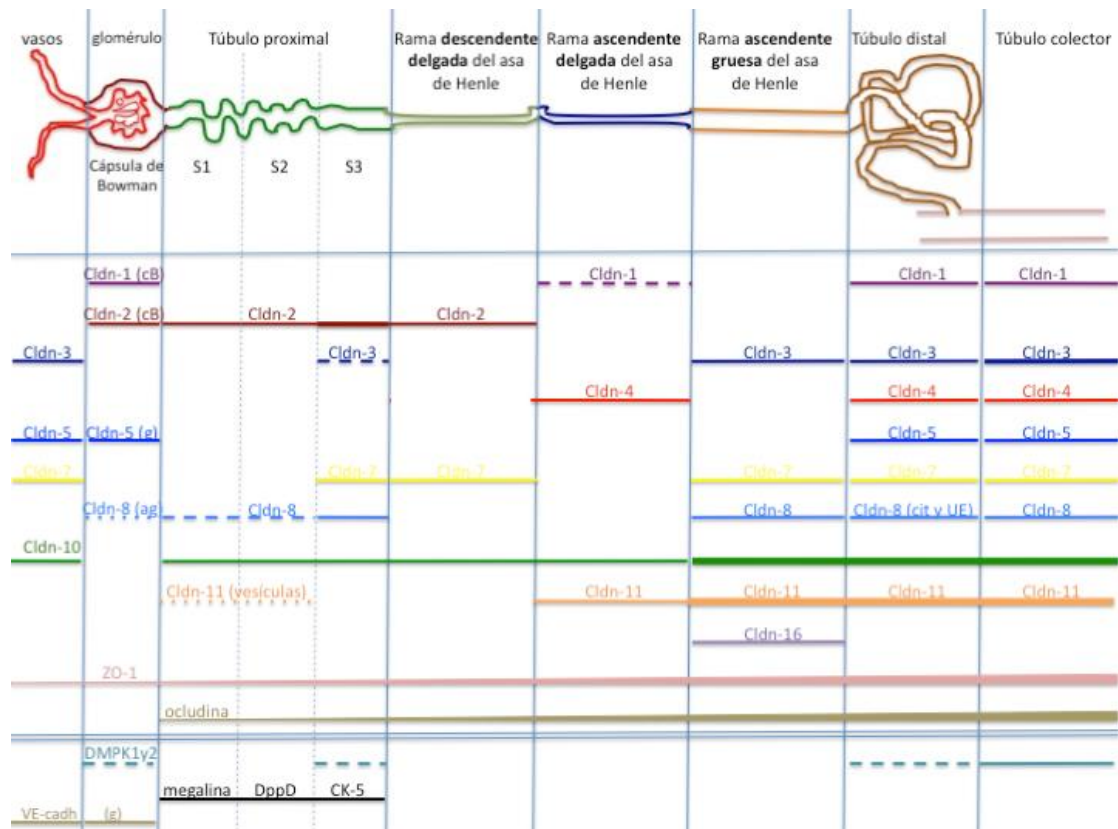 vasos
glomérulo
Túbulo proximal
Rama descendente
delgada del asa
de Henle
Rama ascendente
delgada del asa
de Henle
Rama ascendente
gruesa del asa
de Henle
Túbulo distal
Túbulo colector
Cápsula de
Bowman
S1
S2
S3
Cldn-1 (cB)
Cldn-1
Cldn-1
Cldn-1
Cldn-2 (cB)
Cldn-2
Cldn-2
Cldn-3
Cldn-3
Cldn-3
Cldn-3
Cldn-3
Cldn-4
Cldn-4
Cldn-4
Cldn-5
Cldn-5 (g)
Cldn-5
Cldn-5
Cldn-7
Cldn-7
Cldn-7
Cldn-7
Cldn-7
Cldn-7
Cldn-8 (ag)
Cldn-8
Cldn-8
Cldn-8 (cit y UE)
Cldn-8
Cldn-10
Cldn-11 (vesículas)
Cldn-11
Cldn-11
Cldn-11
Cldn-11
Cldn-16
ZO-1
ocludina
DMPK1y2
megalina
DppD
CK-5
VE-cadh
(g)